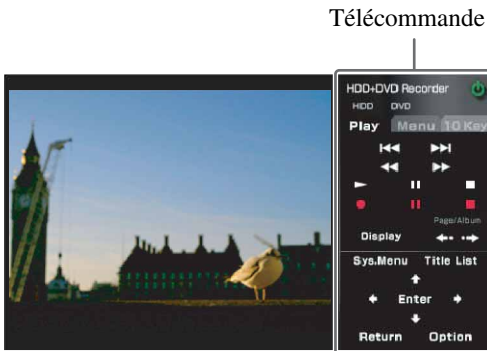 Télécommande
HDD+DVD Recorder
HDD DVD
Play Menu 10 Key
Page/Album
Display
Sys.Menu Title List
Enter
Return Option